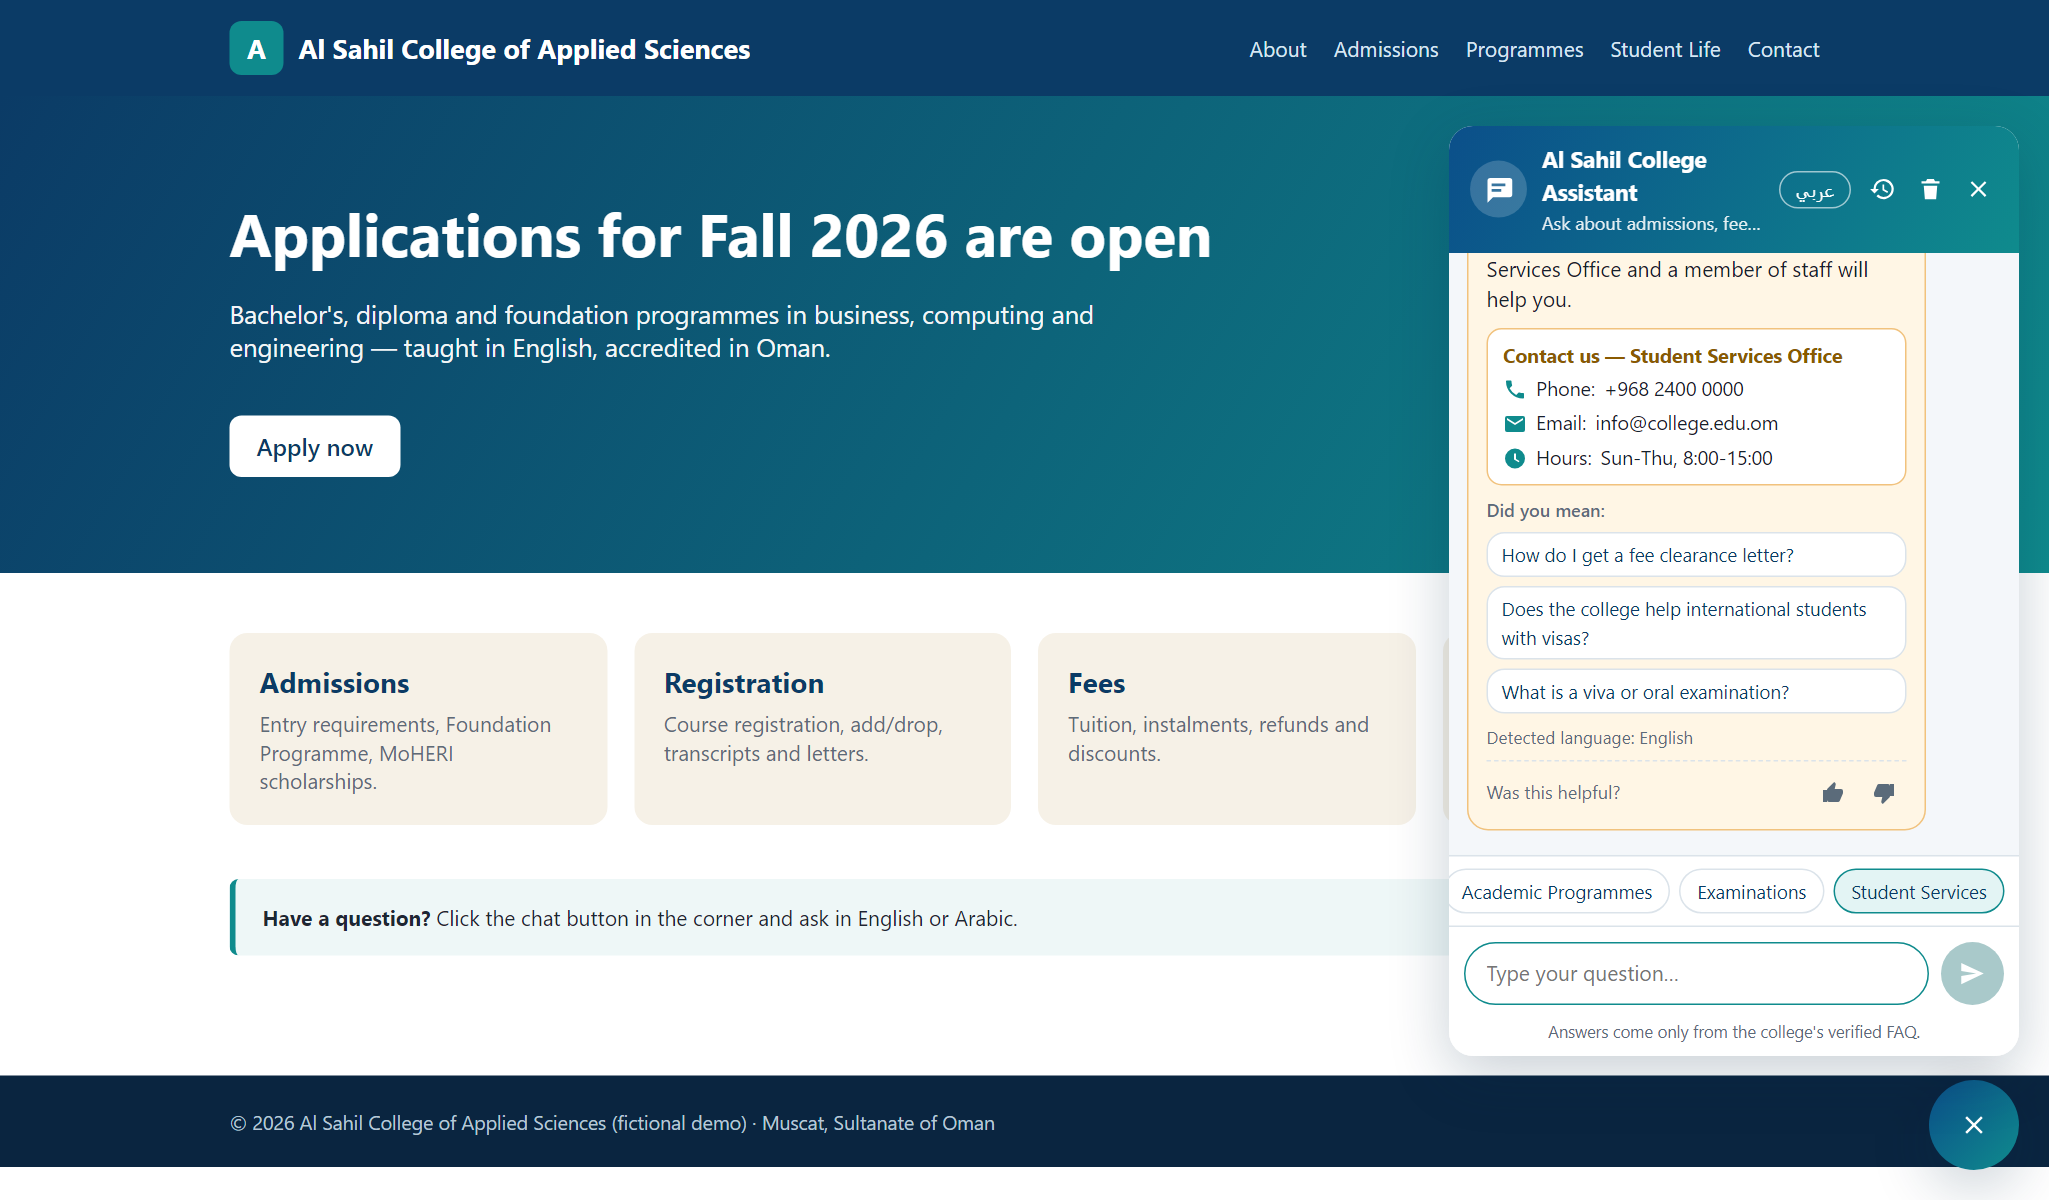 A
Al Sahil College of Applied Sciences
About Admissions Programmes Student Life Contact
Applications for Fall 2026 are open
Bachelor's, diploma and foundation programmes in business, computing and
engineering — taught in English, accredited in Oman.
Apply now
Admissions
Entry requirements, Foundation
Programme, MoHERI
scholarships.
Registration
Course registration, add/drop,
transcripts and letters.
Fees
Tuition, instalments, refunds and
discounts.
Have a question? Click the chat button in the corner and ask in English or Arabic.
© 2026 Al Sahil College of Applied Sciences (fictional demo) · Muscat, Sultanate of Oman
Al Sahil College
Assistant
Ask about admissions, fee...
عربي
Services Office and a member of staff will
help you.
Contact us — Student Services Office
Phone: +968 2400 0000
Email: info@college.edu.om
Hours: Sun-Thu, 8:00-15:00
Did you mean:
How do I get a fee clearance letter?
Does the college help international students
with visas?
What is a viva or oral examination?
Detected language: English
Was this helpful?
Academic Programmes Examinations Student Services
Type your question...
Answers come only from the college's verified FAQ.